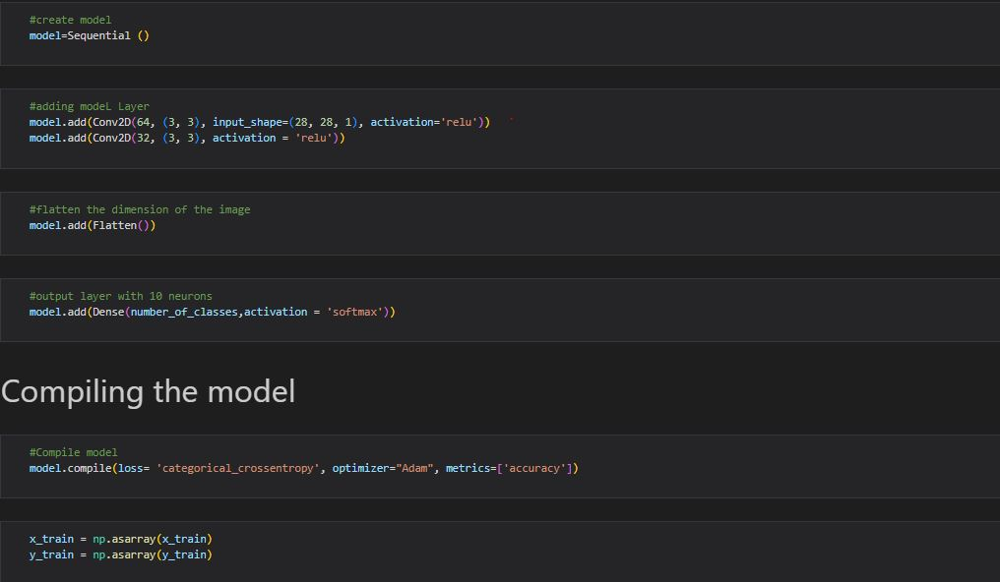 #create model
model=Sequential ()
#adding modeL Layer
model.add(Conv2D(64, (3, 3), input_shape=(28, 28, 1), activation='relu'))
model.add(Conv2D(32, (3, 3), activation = 'relu'))
#flatten the dimension of the image
model.add(Flatten())
#output layer with 10 neurons
model.add(Dense(number_of_classes,activation = 'softmax'))
Compiling the model
#Compile model
model.compile(loss= 'categorical_crossentropy', optimizer="Adam", metrics=['accuracy'])
x_train = np.asarray(x_train)
y_train = np.asarray(y_train)